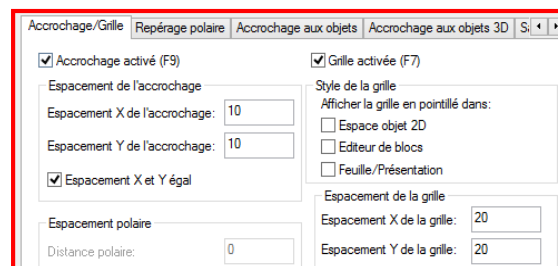 Accrochage/Grille Repérage polaire Accrochage aux objets Accrochage aux objets 3D
Accrochage activé (F9)
Espacement de l'accrochage
Espacement X de l'accrochage: 10
Espacement Y de l'accrochage: 10
Espacement X et Y égal
Espacement polaire
Distance polaire: 0
Grille activée (F7)
Style de la grille
Afficher la grille en pointillé dans:
Espace objet 2D
Editeur de blocs
Feuille/Présentation
Espacement de la grille
Espacement X de la grille: 20
Espacement Y de la grille: 20